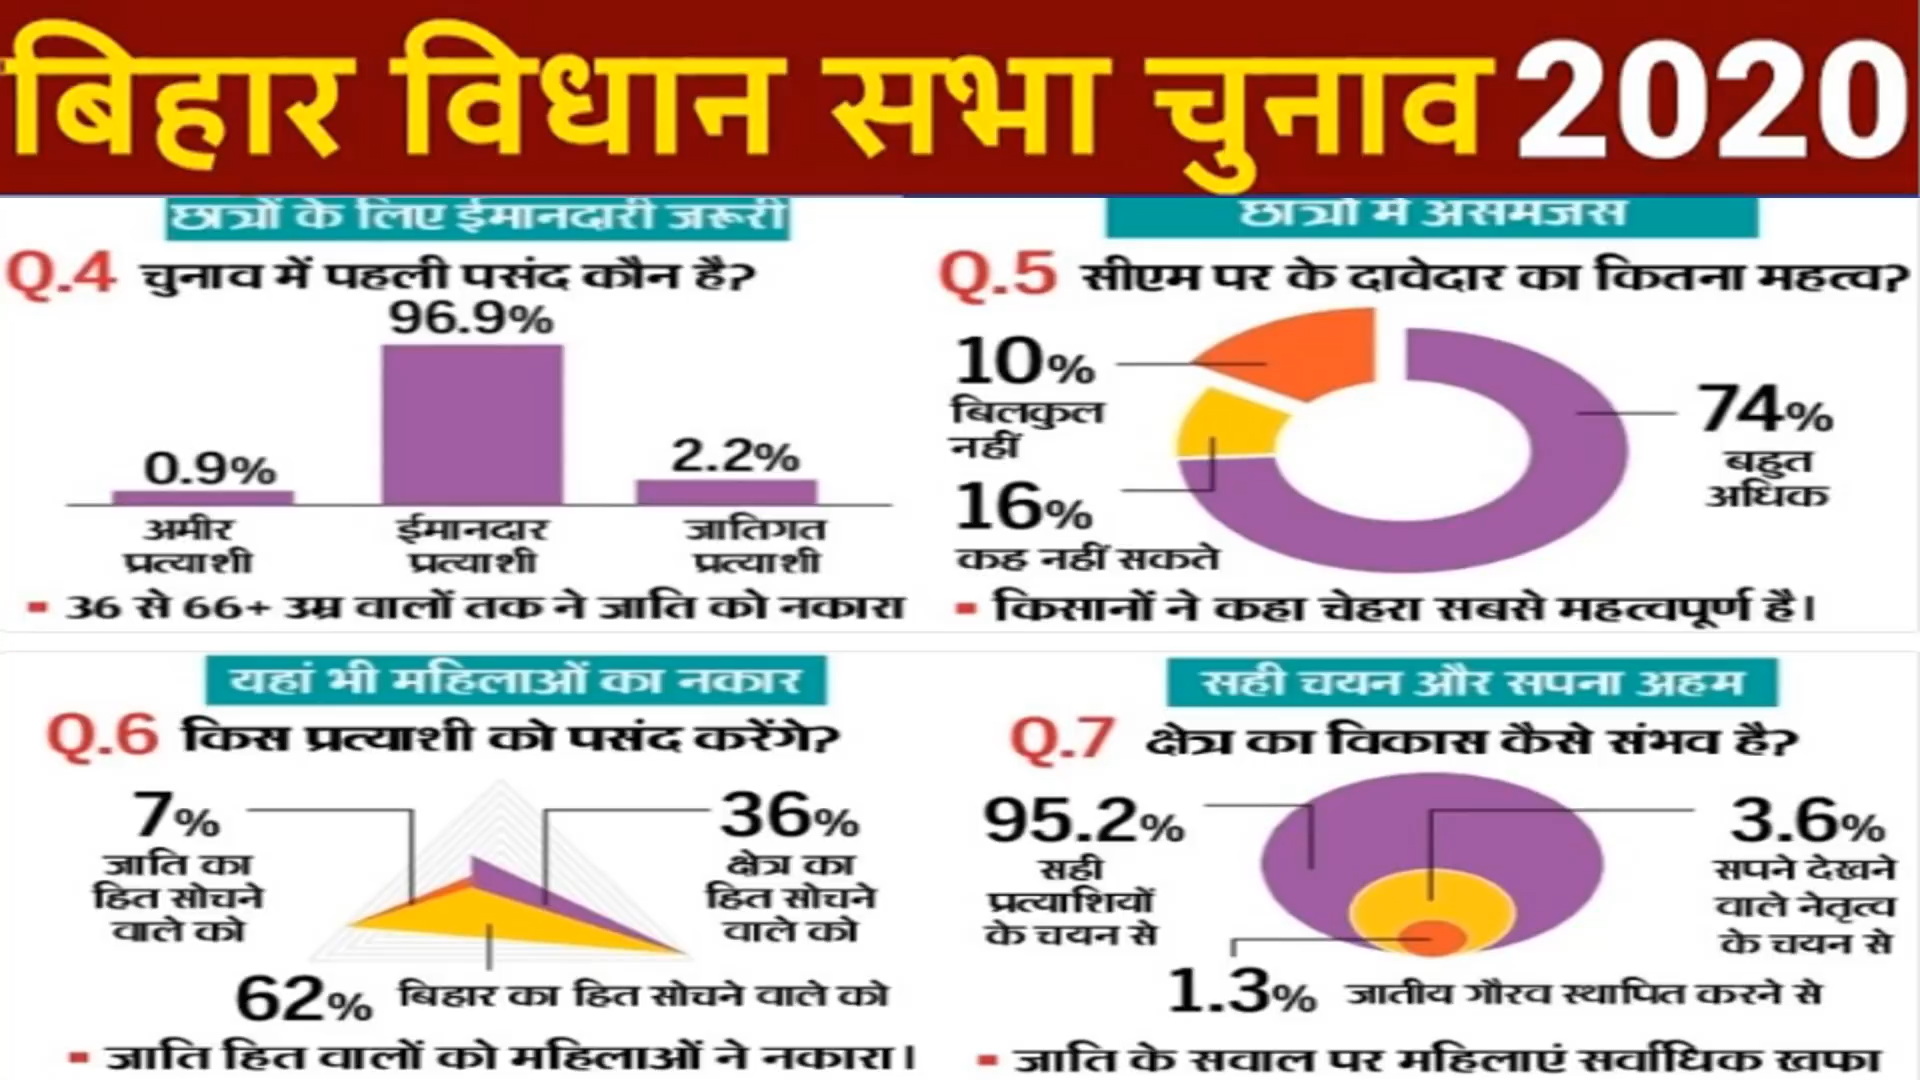 बिहार विधान सभा चुनाव 2020
छात्रों के लिए ईमानदारी जरूरी
Q.4 चुनाव में पहली पसंद कौन है?
96.9%
0.9%
2.2%
अमीर
प्रत्याशी
ईमानदार
प्रत्याशी
जातिगत
प्रत्याशी
36 से 66+ उम्र वालों तक ने जाति को नकारा
छात्रों में असमंजस
Q.5 सीएम पर के दावेदार का कितना महत्व?
10%
बिलकुल
नहीं
16%
कह नहीं सकते
74%
बहुत
अधिक
किसानों ने कहा चेहरा सबसे महत्वपूर्ण है।
यहां भी महिलाओं का नकार
Q.6 किस प्रत्याशी को पसंद करेंगे?
7%
जाति का
हित सोचने
वाले को
36%
क्षेत्र का
हित सोचने
वाले को
62% बिहार का हित सोचने वाले को
जाति हित वालों को महिलाओं ने नकारा।
सही चयन और सपना अहम
Q.7 क्षेत्र का विकास कैसे संभव है?
95.2%
सही
प्रत्याशियों
के चयन से
3.6%
सपने देखने
वाले नेतृत्व
के चयन से
1.3% जातीय गौरव स्थापित करने से
जाति के सवाल पर महिलाएं सर्वाधिक खफा